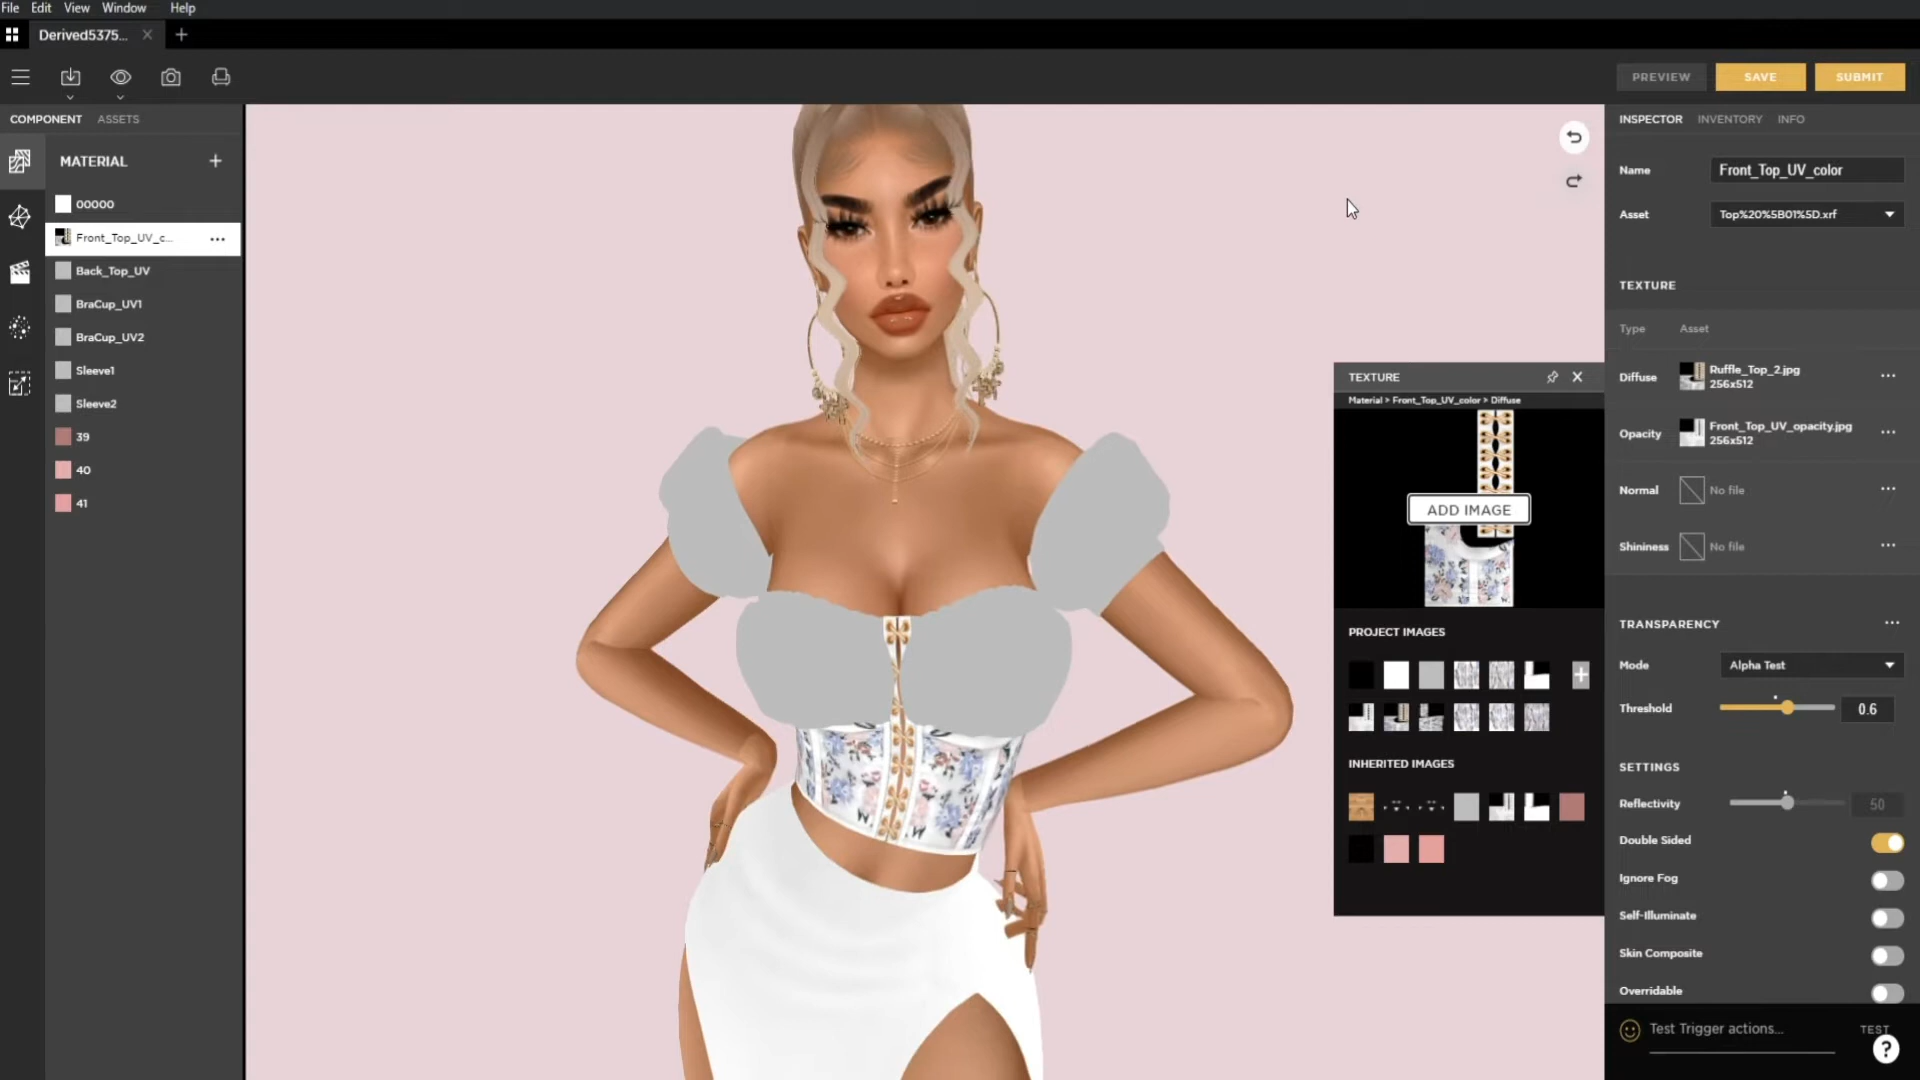 File Edit View Window Help
Derived5375...
PREVIEW SAVE SUBMIT
COMPONENT ASSETS
MATERIAL
00000
Front_Top_UV_c...
Back_Top_UV
BraCup_UV1
BraCup_UV2
Sleeve1
Sleeve2
39
40
41
TEXTURE
Material > Front_Top_UV_color > Diffuse
ADD IMAGE
PROJECT IMAGES
INHERITED IMAGES
INSPECTOR INVENTORY INFO
Name Front_Top_UV_color
Asset Top%20%5B01%5D.xrf
TEXTURE
Type Asset
Diffuse Ruffle_Top_2.jpg
256x512
Opacity Front_Top_UV_opacity.jpg
256x512
Normal No file
Shininess No file
TRANSPARENCY
Mode Alpha Test
Threshold 0.6
SETTINGS
Reflectivity 50
Double Sided
Ignore Fog
Self-Illuminate
Skin Composite
Overridable
Test Trigger actions... TEST
?